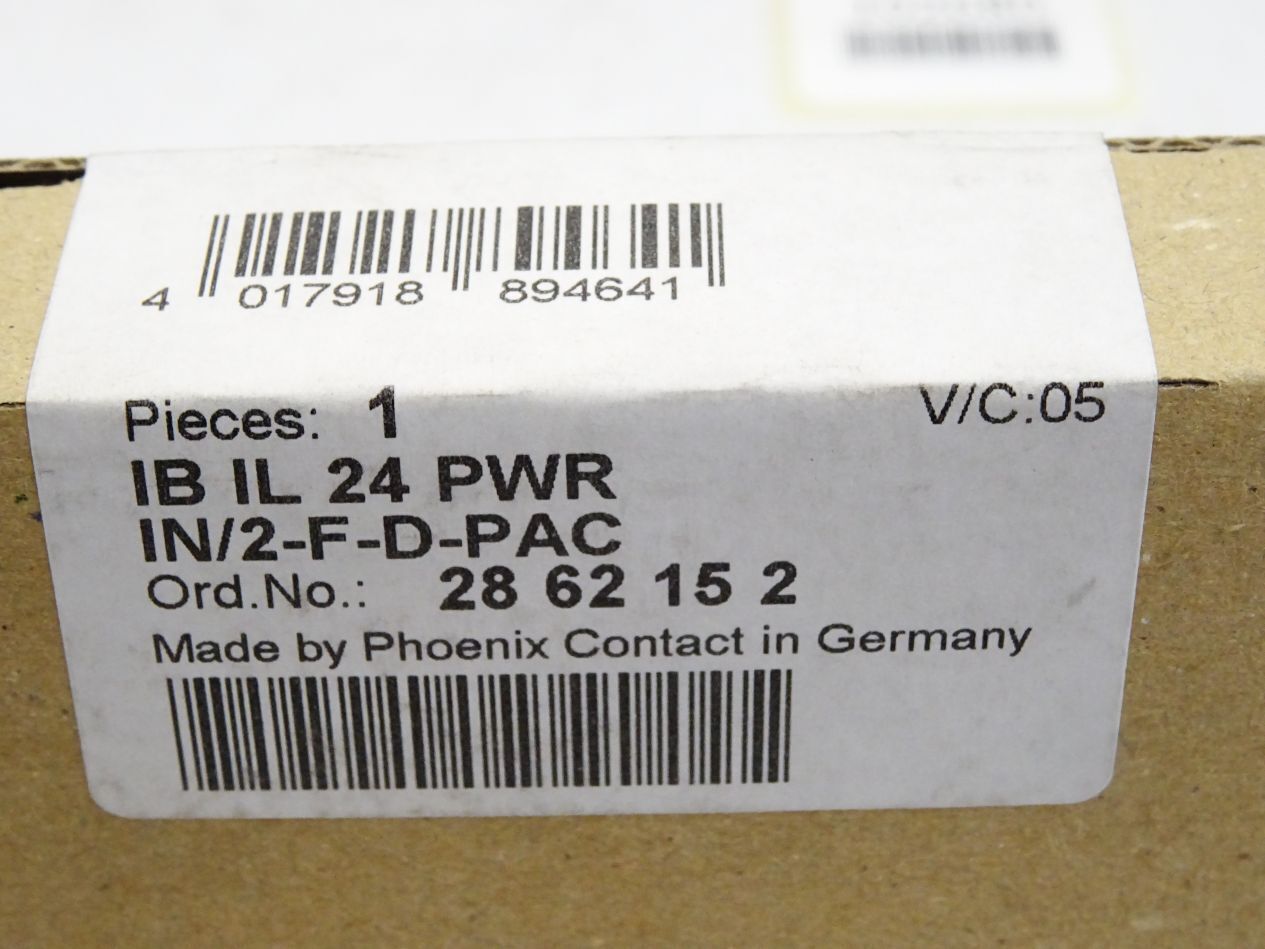 4 017918 894641
Pieces: 1 V/C:05
IB IL 24 PWR
IN/2-F-D-PAC
Ord.No.: 28 62 15 2
Made by Phoenix Contact in Germany